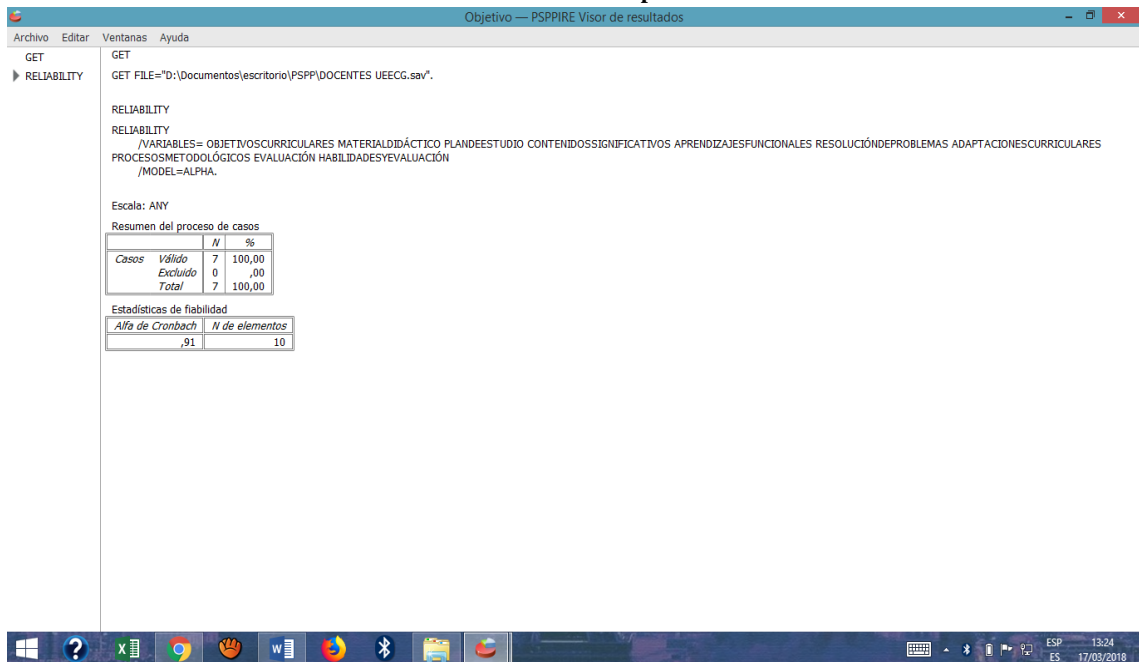 Objetivo — PSPPIRE Visor de resultados
Archivo Editar Ventanas Ayuda
GET
RELIABILITY
GET
GET FILE="D:\Documentos\escritorio\PSPP\DOCENTES UEECG.sav".
RELIABILITY
RELIABILITY
/VARIABLES= OBJETIVOSCURRICULARES MATERIALDIDÁCTICO PLANDEESTUDIO CONTENIDOSSIGNIFICATIVOS APRENDIZAJESFUNCIONALES RESOLUCIÓNDEPROBLEMAS ADAPTACIONESCURRICULARES
PROCESOSMETODOLÓGICOS EVALUACIÓN HABILIDADESYEVALUACIÓN
/MODEL=ALPHA.
Escala: ANY
Resumen del proceso de casos
N %
Casos Válido 7 100,00
Excluido 0 ,00
Total 7 100,00
Estadísticas de fiabilidad
Alfa de Cronbach N de elementos
,91 10
ESP 13:24
ES 17/03/2018